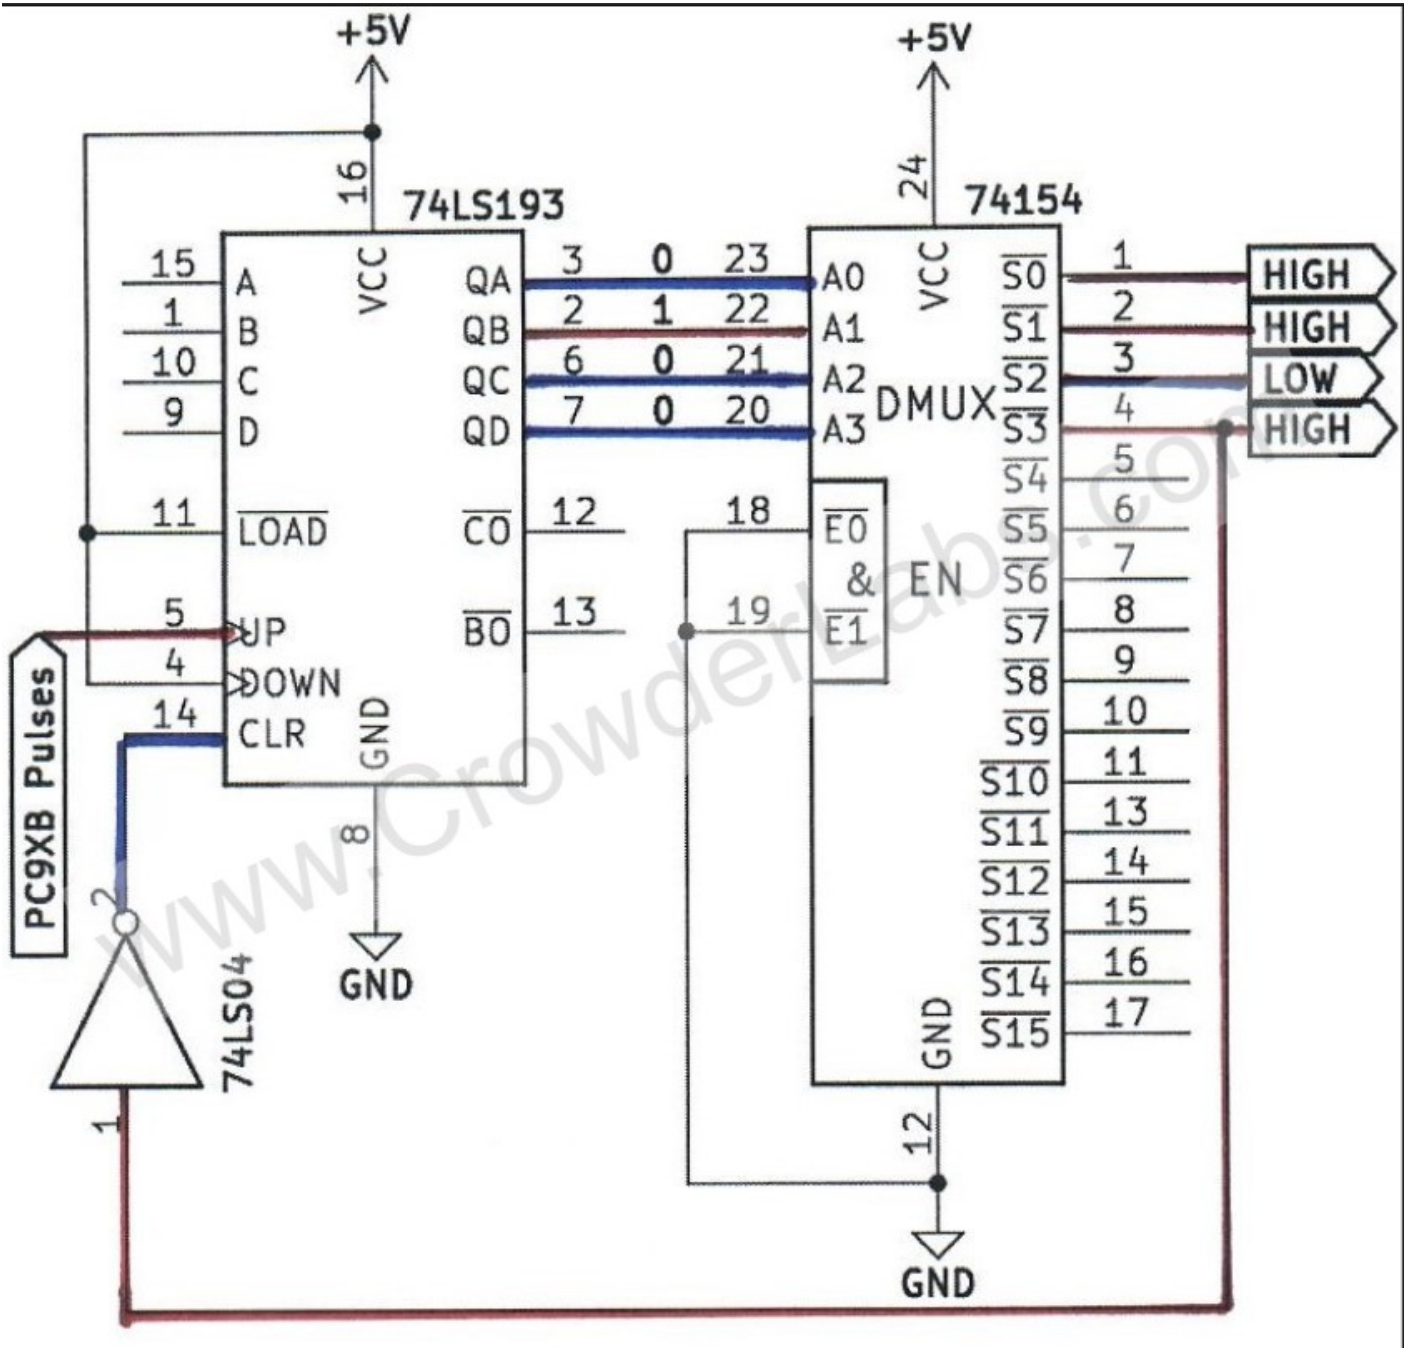 +5V
+5V
16
24
74LS193
74154
VCC
VCC
15 A
QA 3 0 23 A0
S0 1 HIGH
1 B
QB 2 1 22 A1
S1 2 HIGH
10 C
QC 6 0 21 A2
S2 3 LOW
9 D
QD 7 0 20 A3
DMUX
S3 4 HIGH
S4 5
11 LOAD
CO 12
18 E0
S5 6
& EN
S6 7
5 UP
BO 13
19 E1
S7 8
4 DOWN
S8 9
14 CLR
S9 10
GND
S10 11
8
S11 13
PC9XB Pulses
S12 14
2
S13 15
GND
S14 16
74LS04
GND
S15 17
1
12
GND
www.CrowderLabs.com